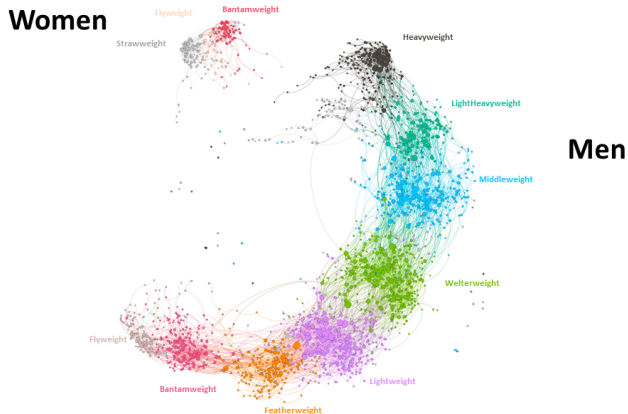 Women
Flyweight
Bantamweight
Strawweight
Heavyweight
LightHeavyweight
Men
Middleweight
Welterweight
Flyweight
Lightweight
Bantamweight
Featherweight